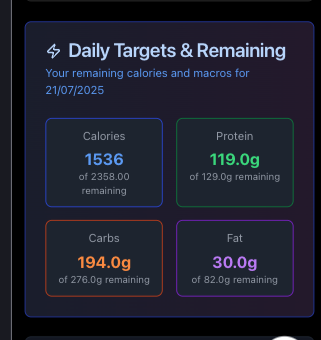 Daily Targets & Remaining
Your remaining calories and macros for
21/07/2025
Calories
1536
of 2358.00
remaining
Protein
119.0g
of 129.0g remaining
Carbs
194.0g
of 276.0g remaining
Fat
30.0g
of 82.0g remaining